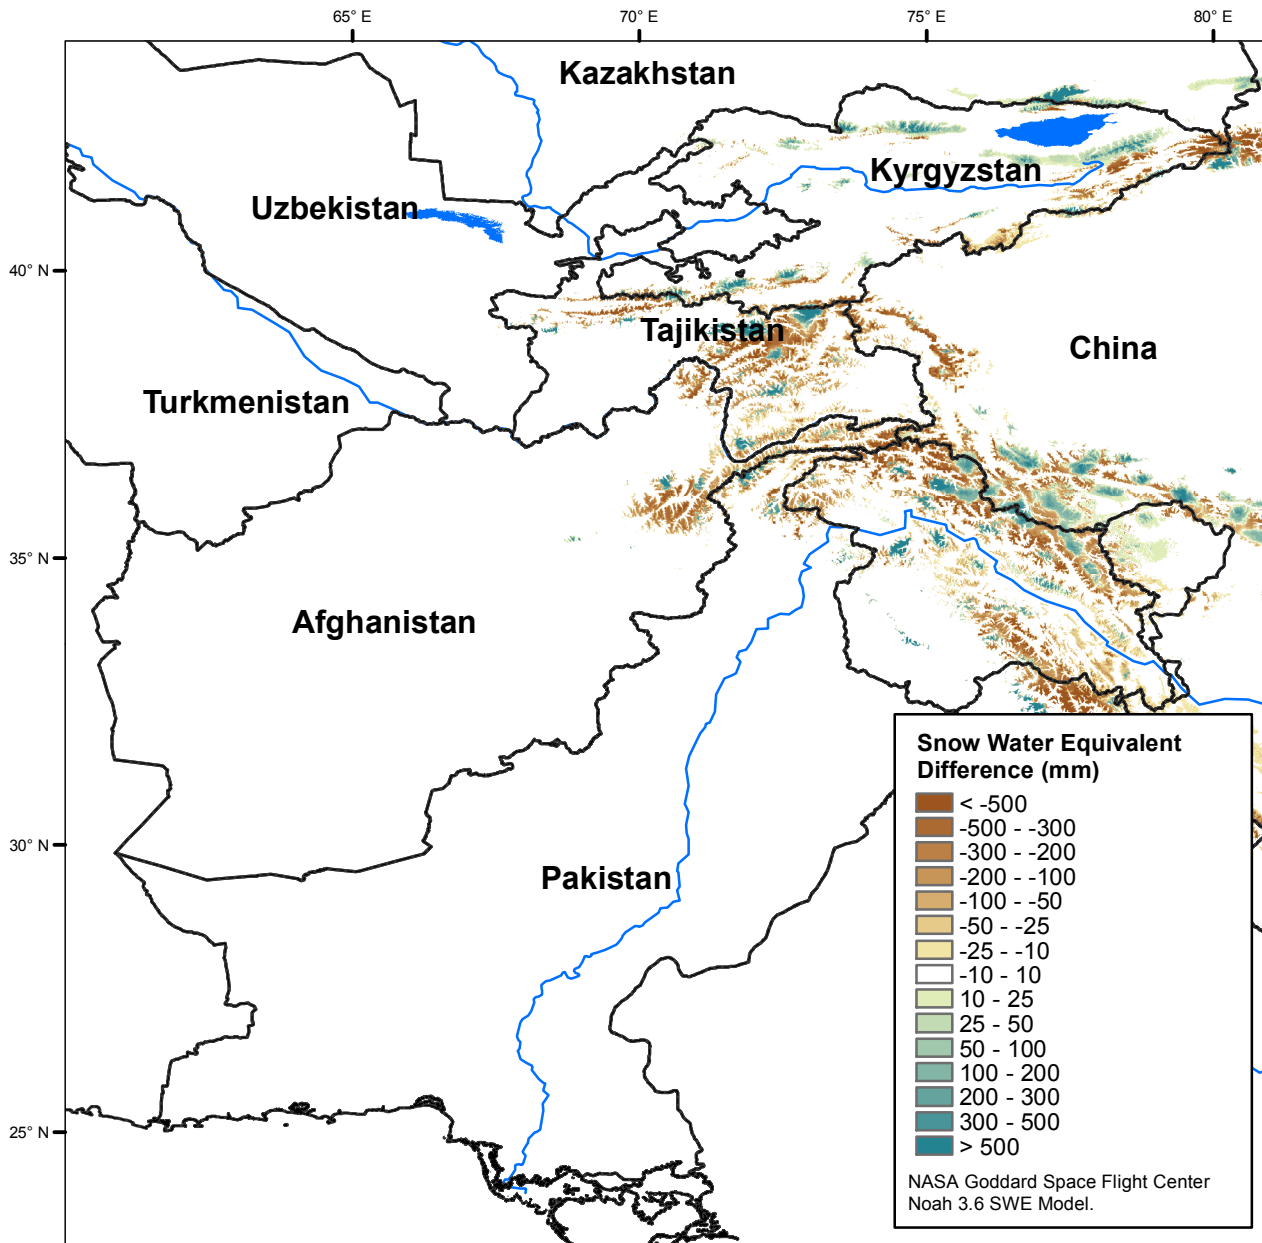 65° E
70° E
75° E
80° E
Kazakhstan
Kyrgyzstan
Uzbekistan
40° N
Tajikistan
China
Turkmenistan
35° N
Afghanistan
30° N
Pakistan
25° N
Snow Water Equivalent
Difference (mm)
< -500
-500 - -300
-300 - -200
-200 - -100
-100 - -50
-50 - -25
-25 - -10
-10 - 10
10 - 25
25 - 50
50 - 100
100 - 200
200 - 300
300 - 500
> 500
NASA Goddard Space Flight Center
Noah 3.6 SWE Model.